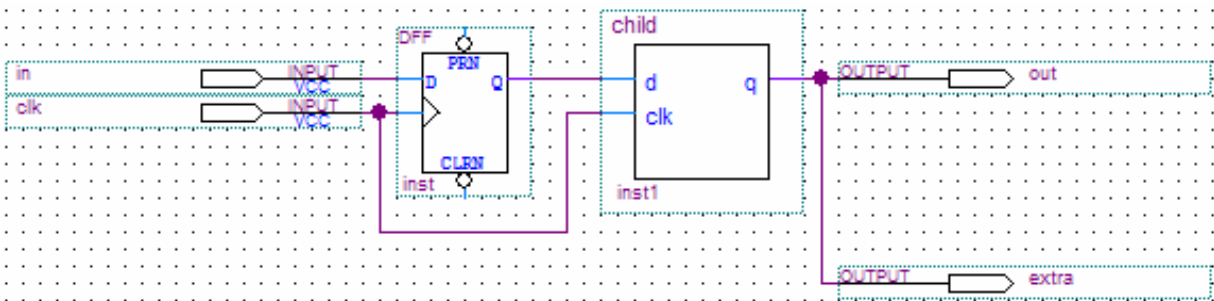 child
DFF
PRN
in INPUT VCC
D Q
d q
OUTPUT out
clk INPUT VCC
clk
CLRN
inst
inst1
OUTPUT extra